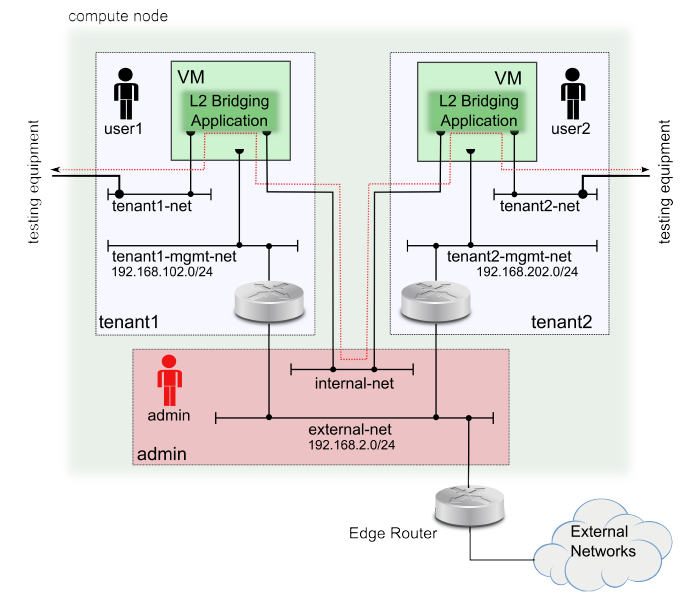 compute node
VM
L2 Bridging
Application
user1
VM
L2 Bridging
Application
user2
testing equipment
testing equipment
tenant1-net
tenant2-net
tenant1-mgmt-net
192.168.102.0/24
tenant2-mgmt-net
192.168.202.0/24
tenant1
tenant2
internal-net
admin
external-net
192.168.2.0/24
admin
Edge Router
External
Networks